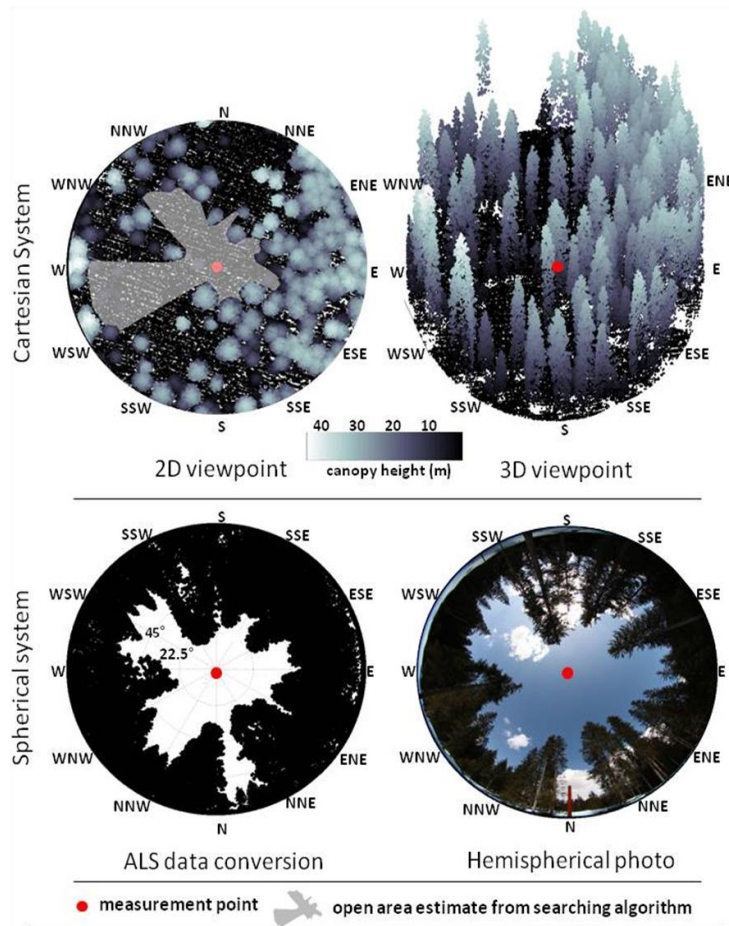 Cartesian System
N
NNW
NNE
WNW
ENE
WNW
ENE
W
E
W
E
WSW
ESE
WSW
ESE
SSW
SSE
SSW
SSE
S
S
40 30 20 10
canopy height (m)
2D viewpoint
3D viewpoint
Spherical system
S
SSW
SSE
S
SSW
SSE
WSW
ESE
WSW
ESE
45°
22.5°
W
E
W
E
WNW
ENE
WNW
ENE
NNW
NNE
NNW
NNE
N
N
ALS data conversion
Hemispherical photo
measurement point
open area estimate from searching algorithm